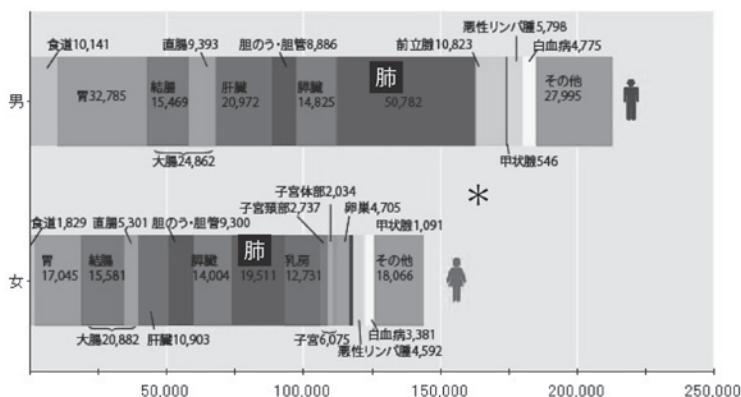 悪性リンパ腫5,798
食道10,141
直腸9,393
胆のう・胆管8,886
前立腺10,823
白血病4,775
男
胃32,785
結腸
15,469
肝臓
20,972
膵臓
14,825
肺
50,782
その他
27,995
大腸24,862
甲状腺546
*
子宮体部2,034
子宮頸部2,737
卵巣4,705
食道1,829
直腸5,301
胆のう・胆管9,300
甲状腺1,091
女
胃
17,045
結腸
15,581
膵臓
14,004
肺
19,511
乳房
12,731
その他
18,066
大腸20,882
肝臓10,903
子宮6,075
白血病3,381
悪性リンパ腫4,592
50.000
100.000
150.000
200.000
250.000